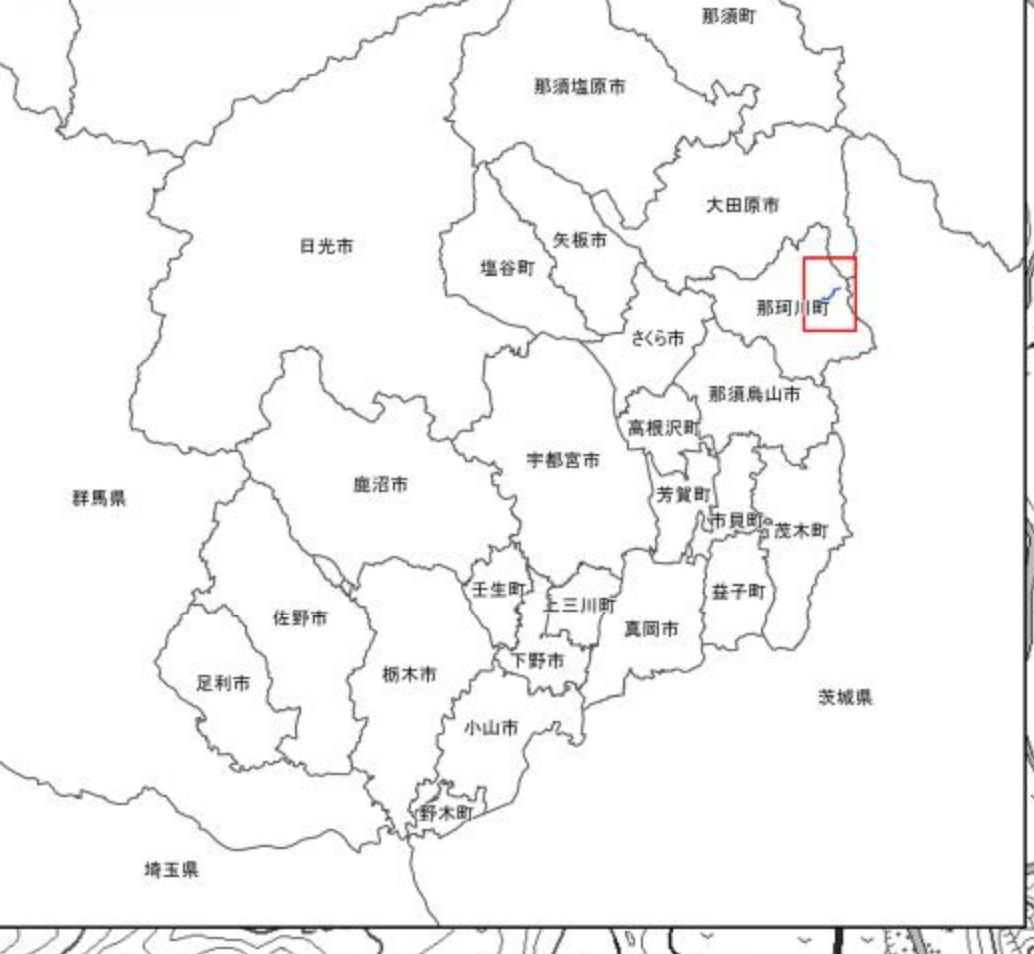 那須町
那須塩原市
大田原市
矢板市
日光市
塩谷町
那珂川町
さくら市
那須烏山市
高根沢町
宇都宮市
鹿沼市
芳賀町
群馬県
市貝町
茂木町
壬生町
益子町
上三川町
佐野市
真岡市
下野市
栃木市
足利市
茨城県
小山市
野木町
埼玉県